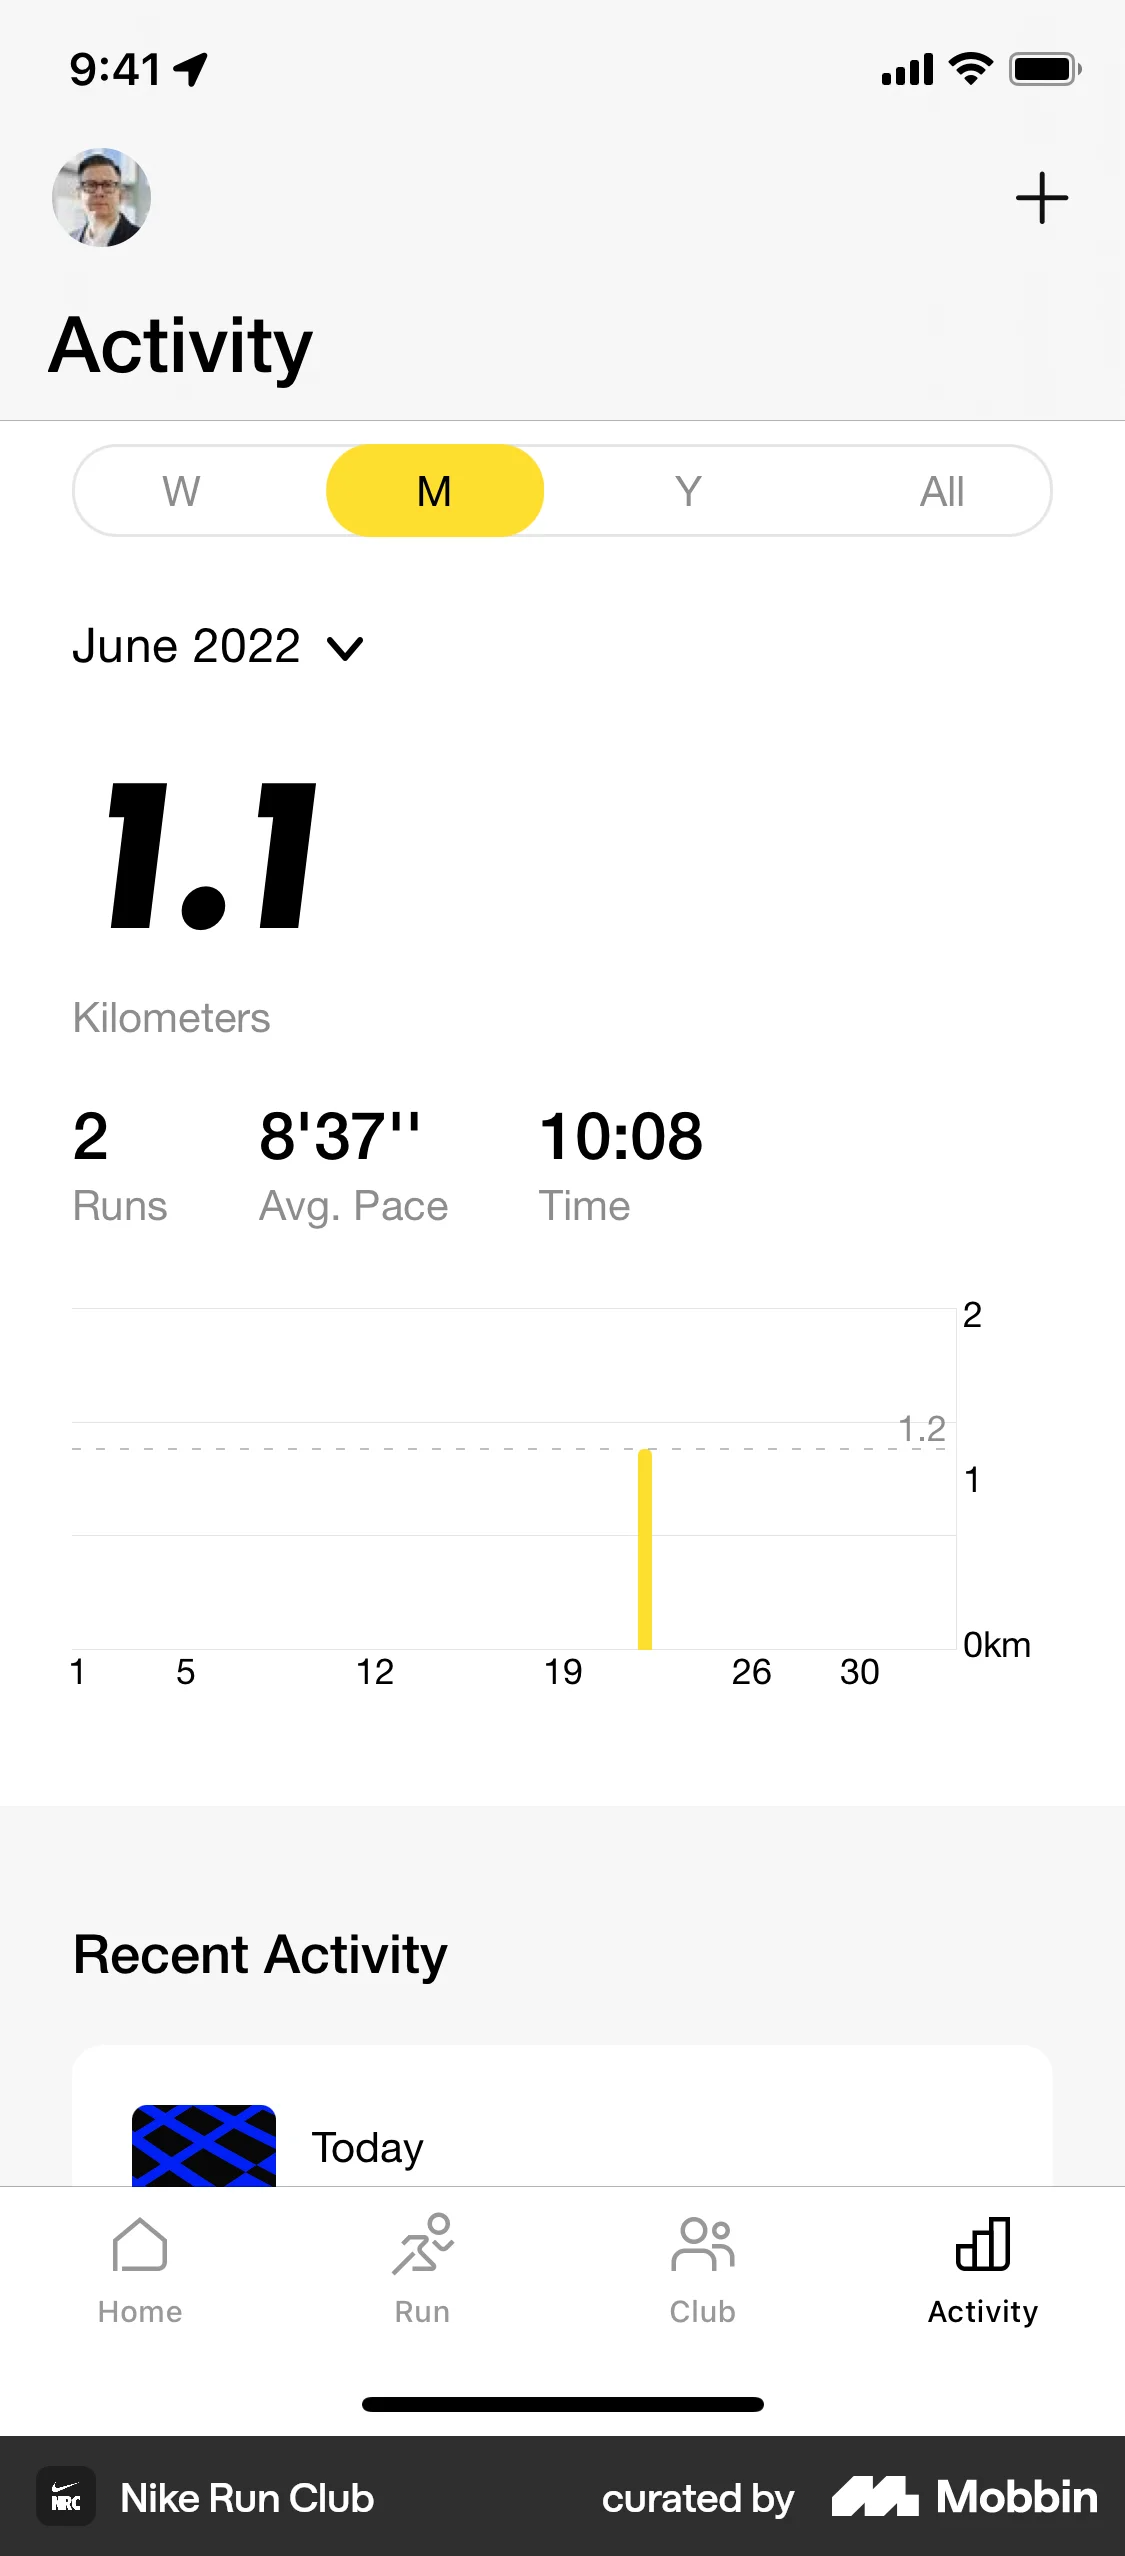 9:41
Activity
W M Y All
June 2022
1.1
Kilometers
2 8'37'' 10:08
Runs Avg. Pace Time
2
1.2
1
0km
1 5 12 19 26 30
Recent Activity
Today
Home Run Club Activity
NRC Nike Run Club curated by Mobbin